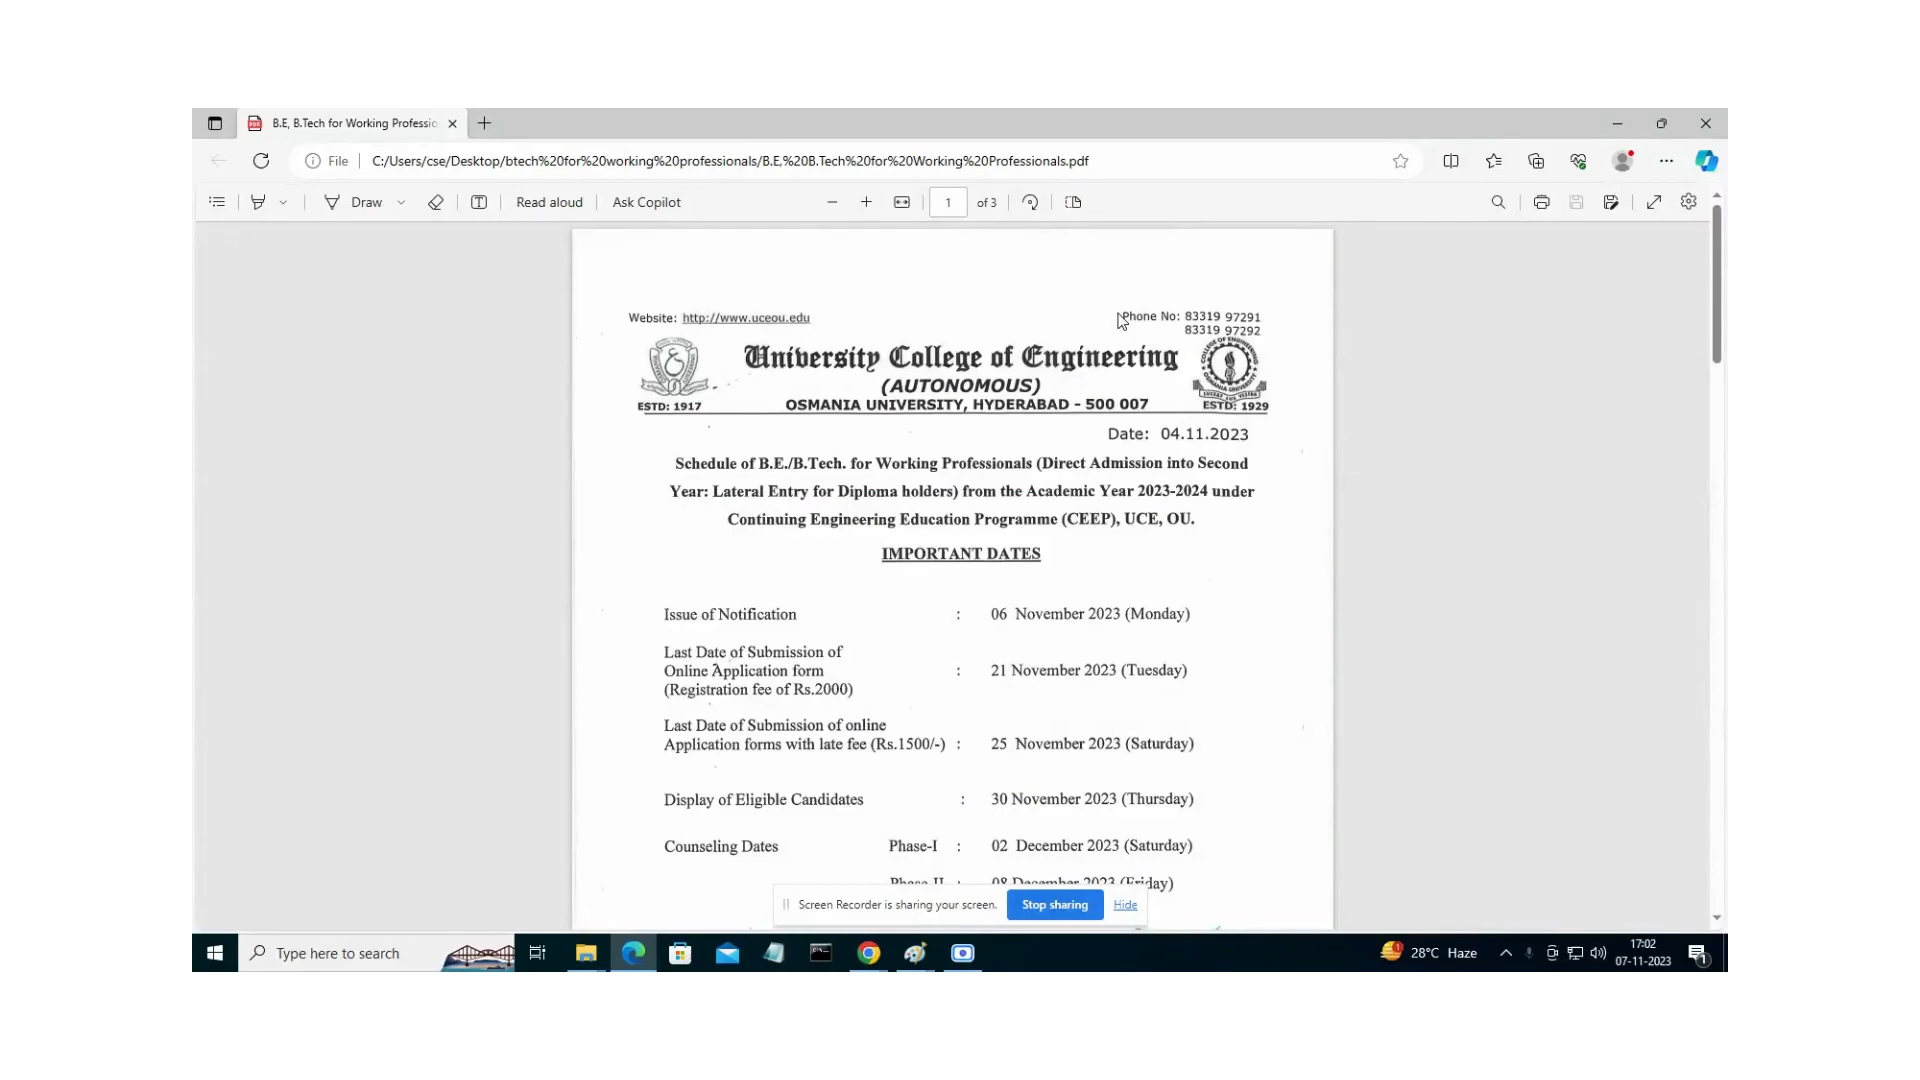 B.E, B.Tech for Working Professio
File
C:/Users/cse/Desktop/btech%20for%20working%20professionals/B.E,%20B.Tech%20for%20Working%20Professionals.pdf
Draw
Read aloud
Ask Copilot
1 of 3
Website: http://www.uceou.edu
Phone No: 83319 97291
83319 97292
University College of Engineering
(AUTONOMOUS)
OSMANIA UNIVERSITY, HYDERABAD - 500 007
ESTD: 1917
ESTD: 1929
Date: 04.11.2023
Schedule of B.E./B.Tech. for Working Professionals (Direct Admission into Second
Year: Lateral Entry for Diploma holders) from the Academic Year 2023-2024 under
Continuing Engineering Education Programme (CEEP), UCE, OU.
IMPORTANT DATES
Issue of Notification : 06 November 2023 (Monday)
Last Date of Submission of
Online Application form : 21 November 2023 (Tuesday)
(Registration fee of Rs.2000)
Last Date of Submission of online
Application forms with late fee (Rs.1500/-) : 25 November 2023 (Saturday)
Display of Eligible Candidates : 30 November 2023 (Thursday)
Counseling Dates Phase-I : 02 December 2023 (Saturday)
Phase-II : 08 December 2023 (Friday)
Screen Recorder is sharing your screen.
Stop sharing
Hide
Type here to search
28°C Haze
17:02
07-11-2023